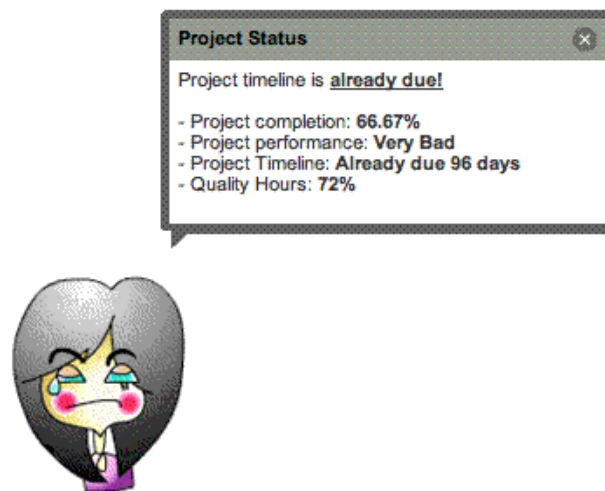 Project Status
Project timeline is already due!
- Project completion: 66.67%
- Project performance: Very Bad
- Project Timeline: Already due 96 days
- Quality Hours: 72%